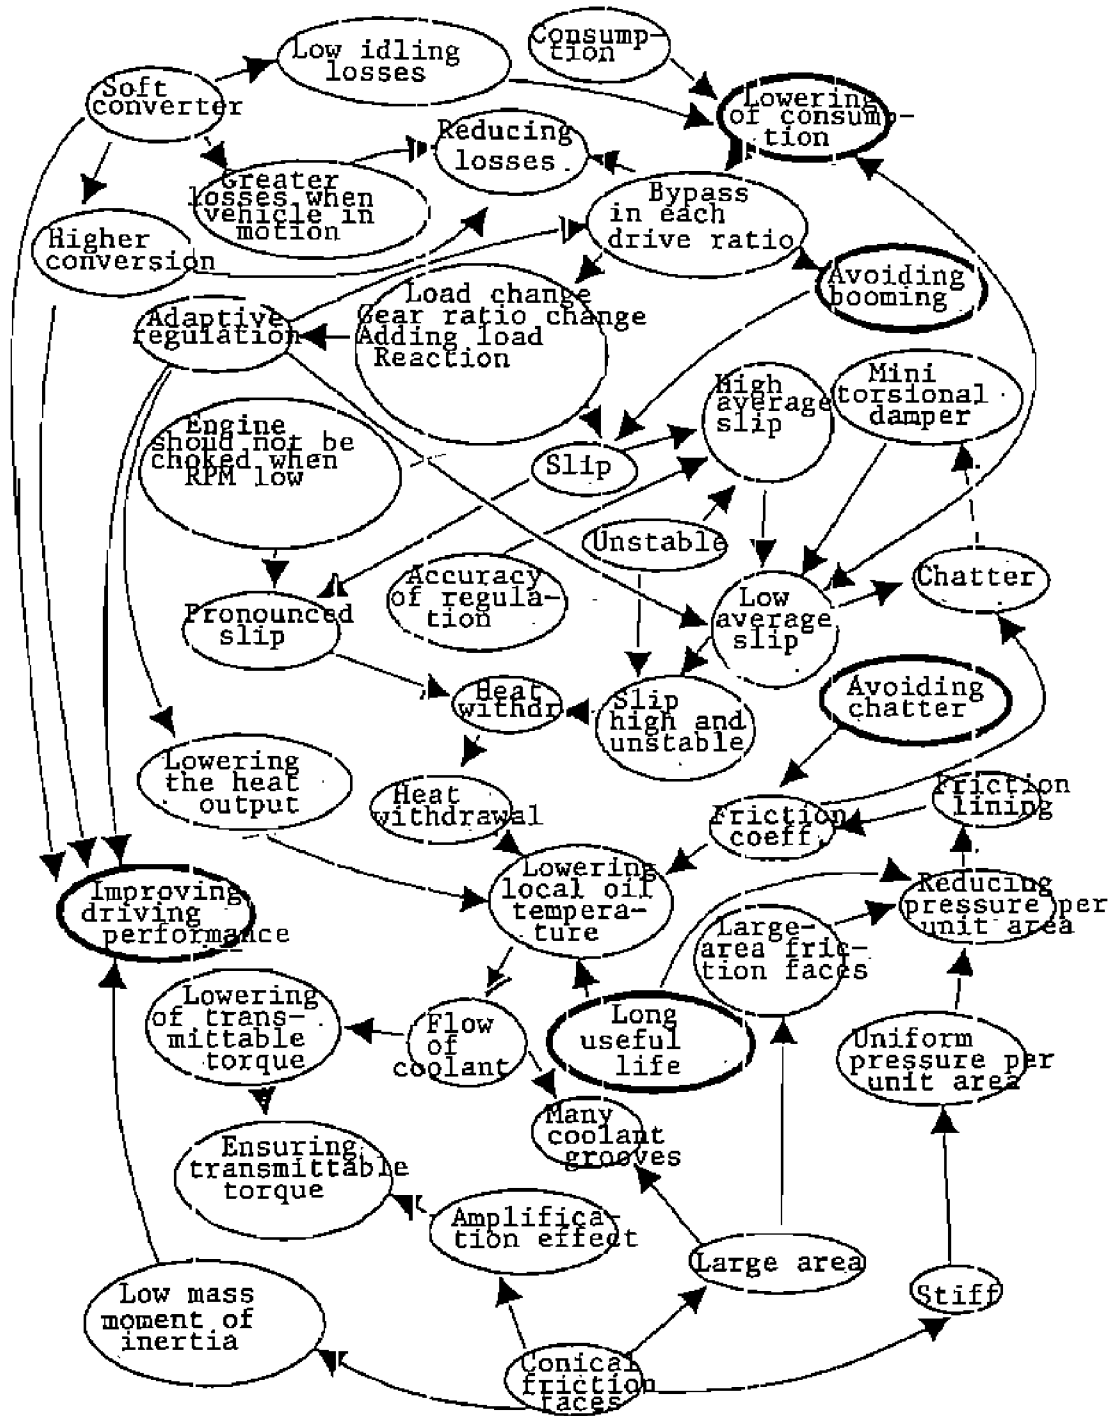 Consump-
tion
Low idling
losses
Soft
converter
Lowering
of consump-
tion
Reducing
losses
Greater
losses when
vehicle in
motion
Bypass
in each
drive ratio
Higher
conversion
Avoiding
booming
Load change
Gear ratio change
Adding load
Reaction
Adaptive
regulation
High
average
slip
Mini
torsional
damper
Engine
shoud not be
choked when
RPM low
Slip
Unstable
Accuracy
of regula-
tion
Chatter
Pronounced
slip
Low
average
slip
Heat
withdr
Slip
high and
unstable
Avoiding
chatter
Lowering
the heat
output
Heat
withdrawal
Friction
coeff
Friction
lining
Lowering
local oil
tempera-
ture
Improving
driving
performance
Reducing
pressure per
unit area
Large-
area fric-
tion faces
Lowering
of trans-
mittable
torque
Flow
of
coolant
Long
useful
life
Uniform
pressure per
unit area
Many
coolant
grooves
Ensuring
transmittable
torque
Amplifica-
tion effect
Large area
Stiff
Low mass
moment of
inertia
Conical
friction
faces